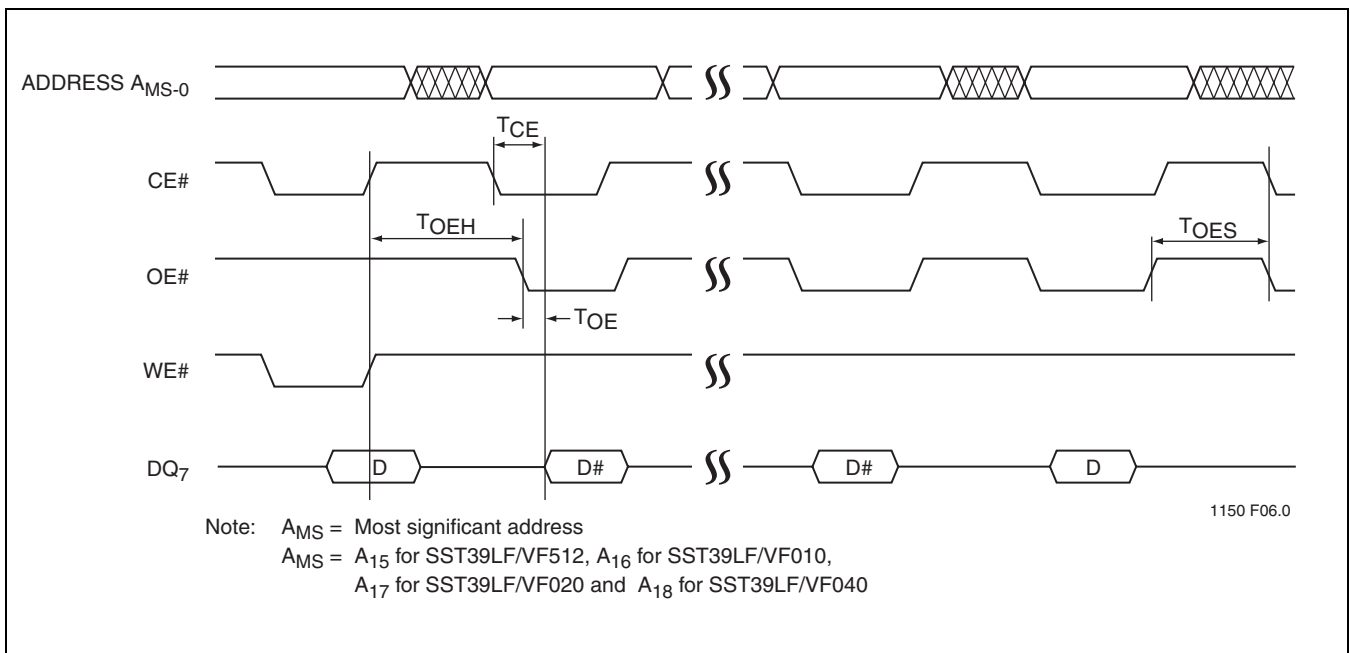 ADDRESS AMS-0
TCE
CE#
TOEH
TOES
OE#
TOE
WE#
DQ7
D
D#
D#
D
1150 F06.0
Note: AMS = Most significant address
AMS = A15 for SST39LF/VF512, A16 for SST39LF/VF010,
A17 for SST39LF/VF020 and A18 for SST39LF/VF040